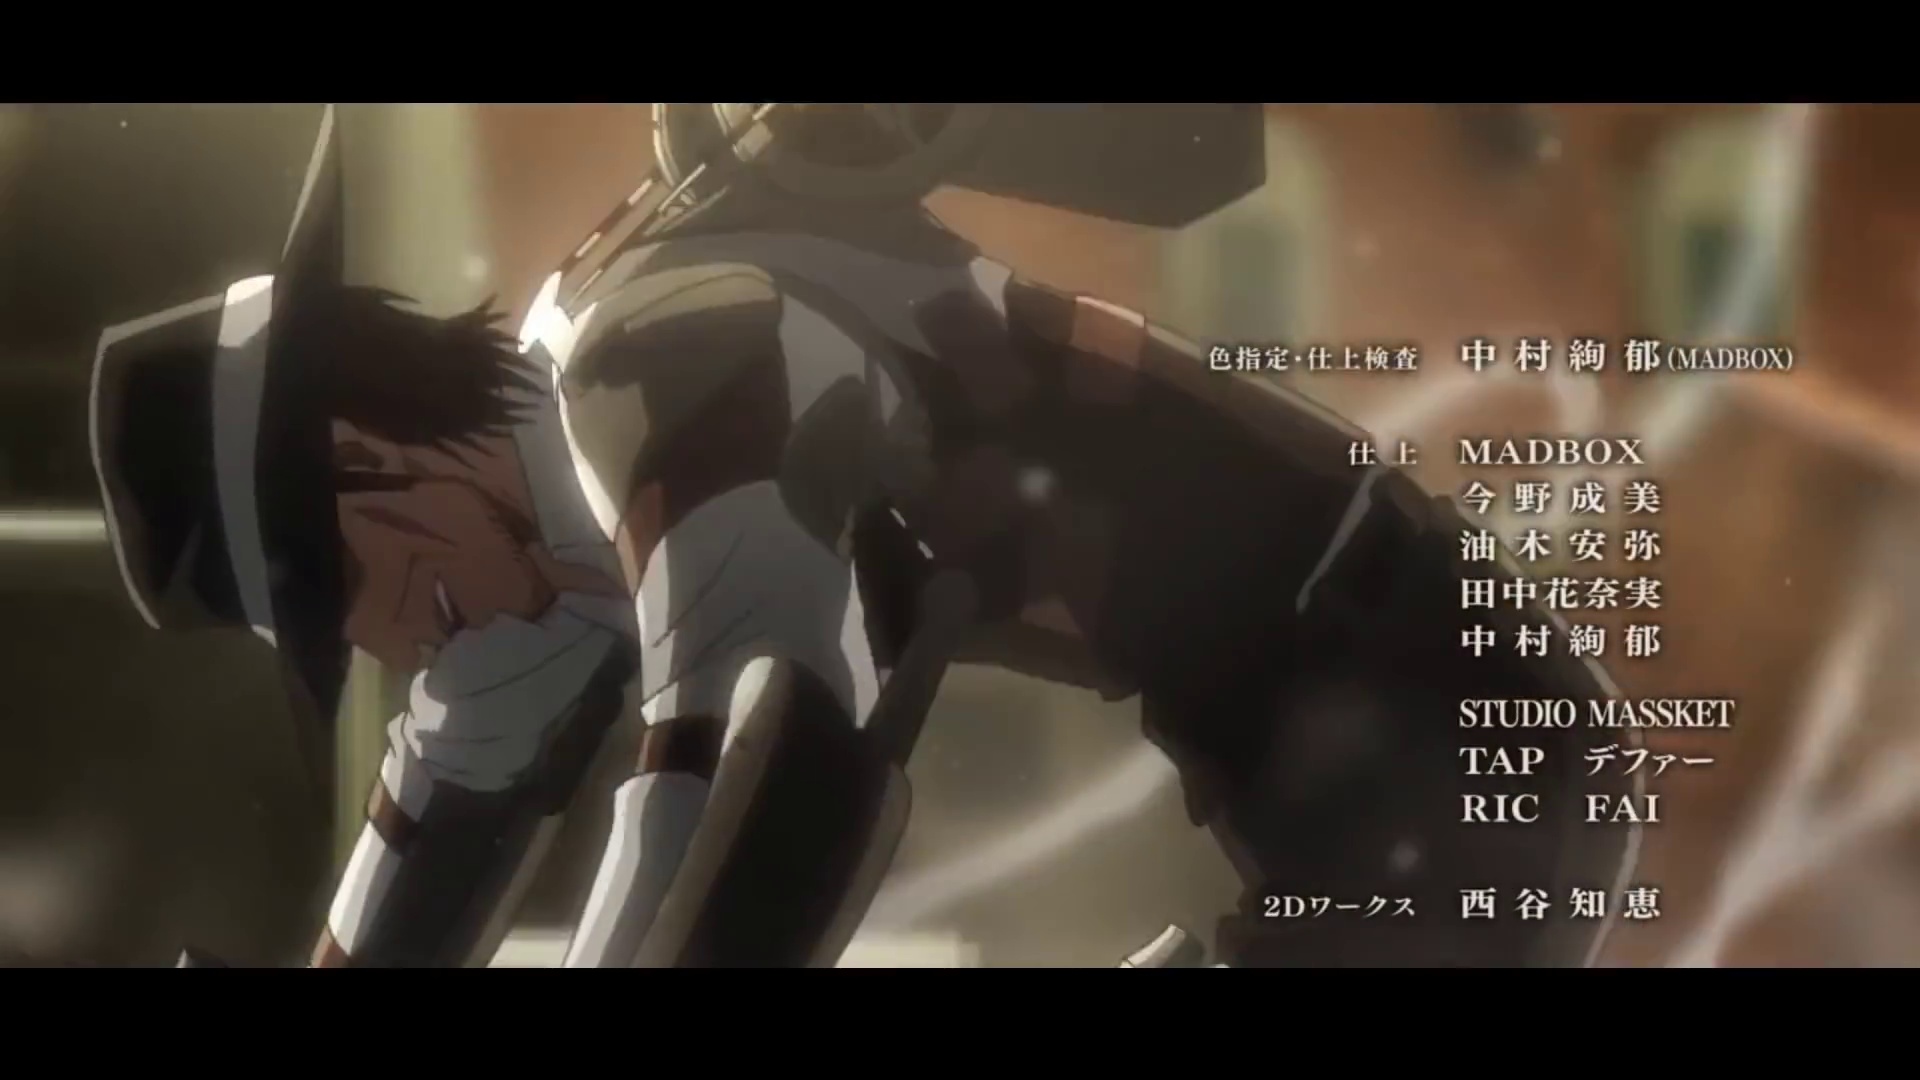 色指定・仕上検査 中村絢郁(MADBOX)
仕上 MADBOX
今野成美
油木安弥
田中花奈実
中村絢郁
STUDIO MASSKET
TAP デファー
RIC FAI
2Dワークス 西谷知恵